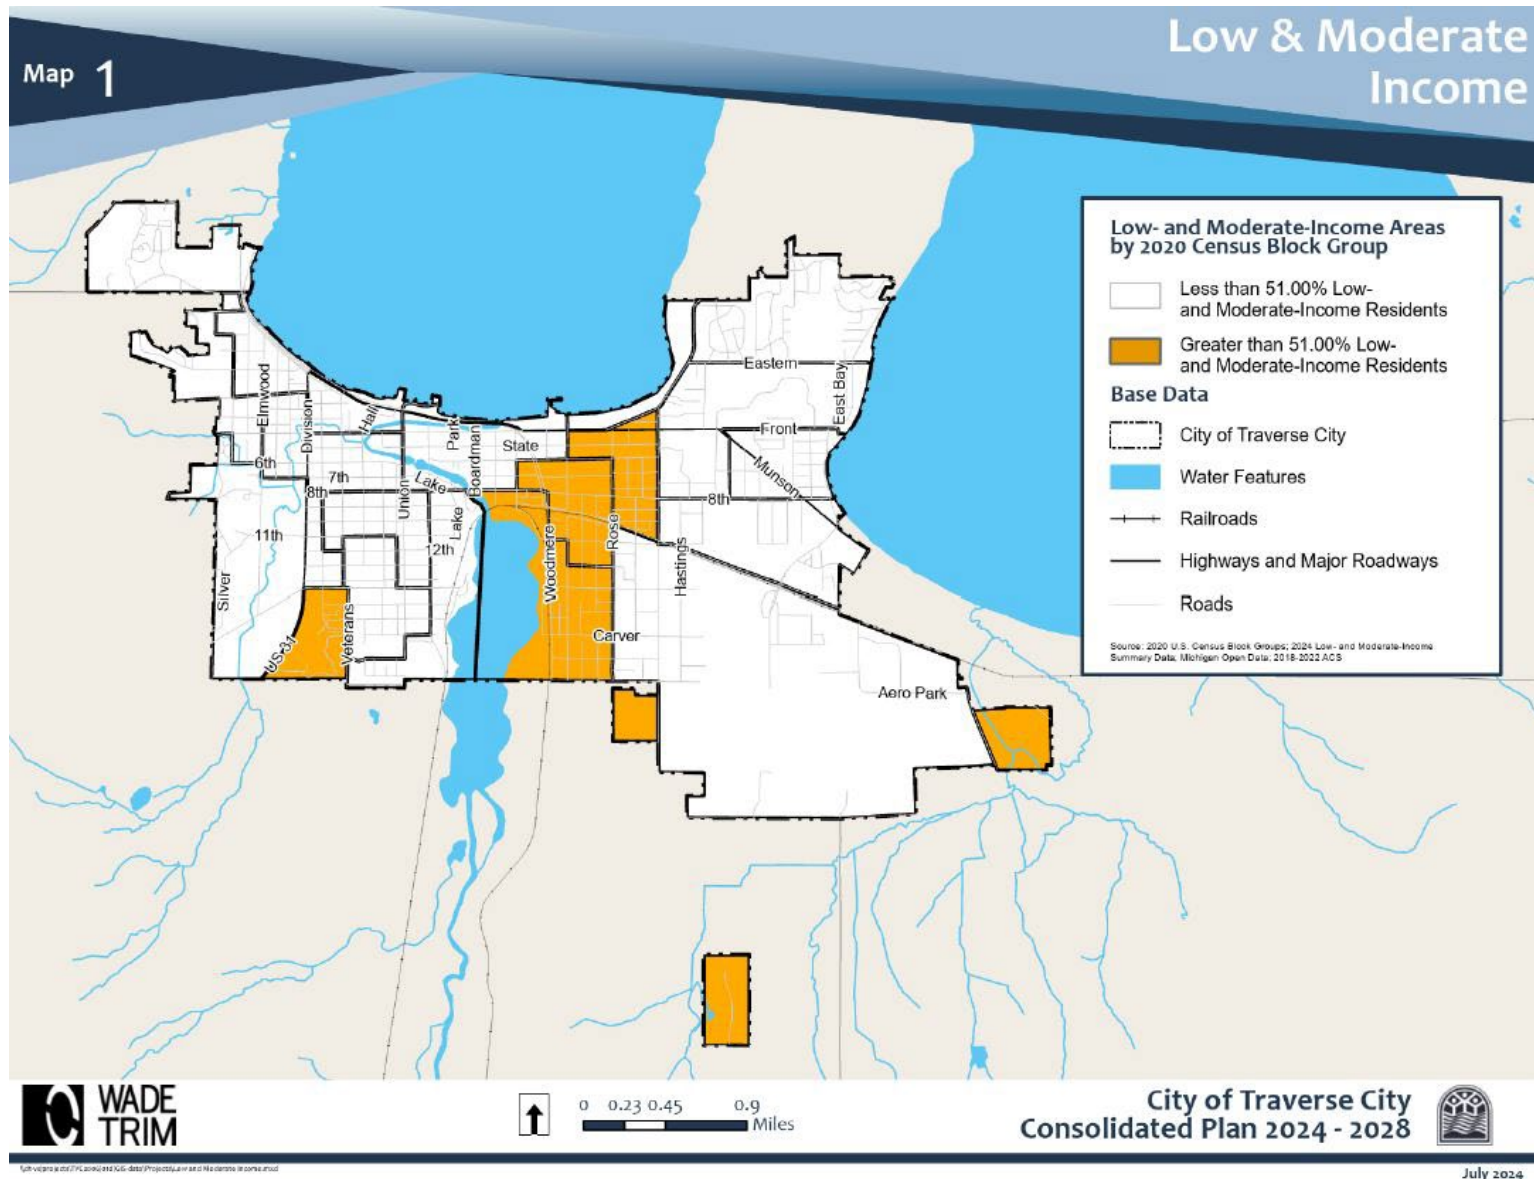 Map 1
Low & Moderate
Income
Low- and Moderate-Income Areas
by 2020 Census Block Group
Less than 51.00% Low-
and Moderate-Income Residents
Greater than 51.00% Low-
and Moderate-Income Residents
Base Data
City of Traverse City
Water Features
Railroads
Highways and Major Roadways
Roads
Source: 2020 U.S. Census Block Groups; 2024 Low- and Moderate-Income
Summary Data, Michigan Open Data; 2018-2022 ACS
Eastern
Elmwood
Division
Hall
Park
Boardman
State
Front
East Bay
Munson
6th
7th
8th
Union
Lake
8th
Lake
11th
12th
Woodmere
Rose
Hastings
Silver
US-31
Veterans
Carver
Aero Park
WADE
TRIM
0 0.23 0.45 0.9
Miles
City of Traverse City
Consolidated Plan 2024 - 2028
July 2024